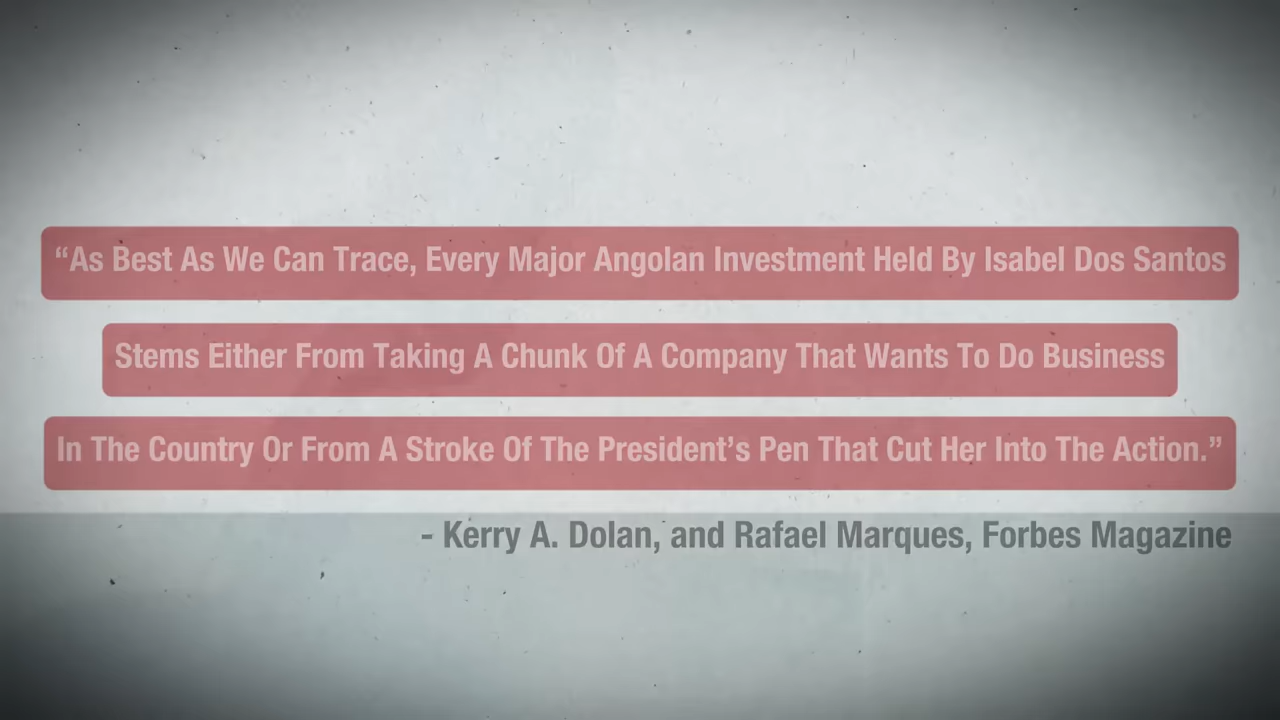 “As Best As We Can Trace, Every Major Angolan Investment Held By Isabel Dos Santos
Stems Either From Taking A Chunk Of A Company That Wants To Do Business
In The Country Or From A Stroke Of The President’s Pen That Cut Her Into The Action.”
- Kerry A. Dolan, and Rafael Marques, Forbes Magazine